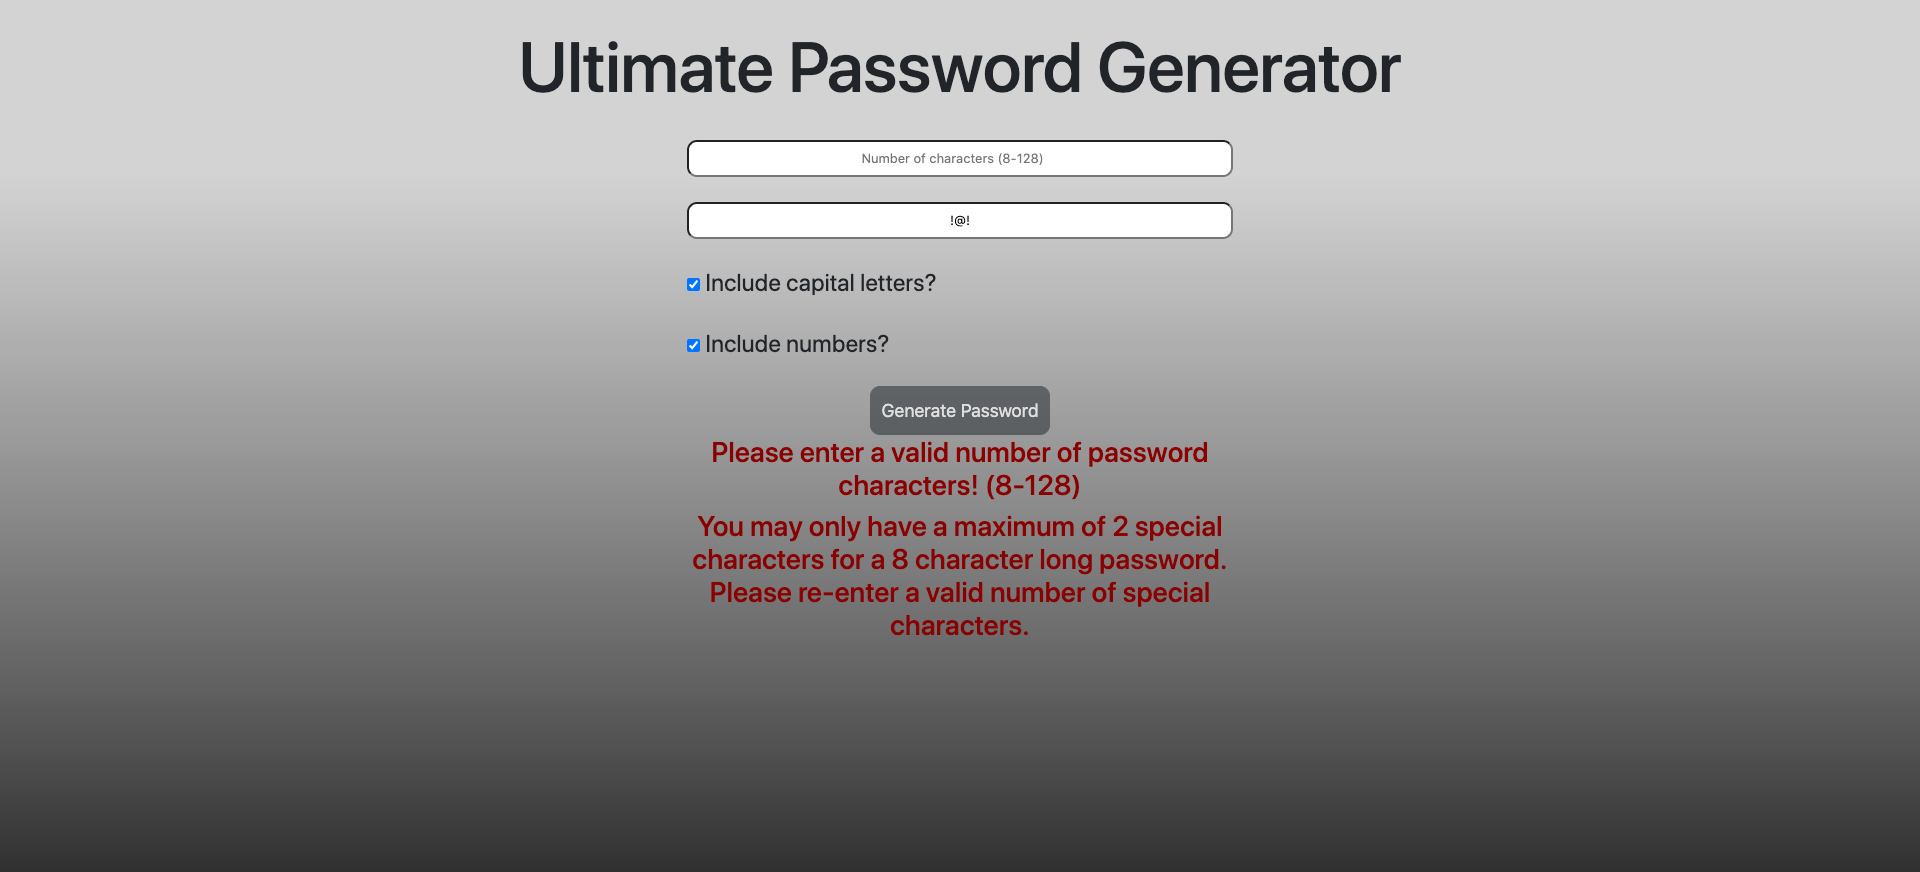 Ultimate Password Generator
Number of characters (8-128)
!@!
Include capital letters?
Include numbers?
Generate Password
Please enter a valid number of password
characters! (8-128)
You may only have a maximum of 2 special
characters for a 8 character long password.
Please re-enter a valid number of special
characters.